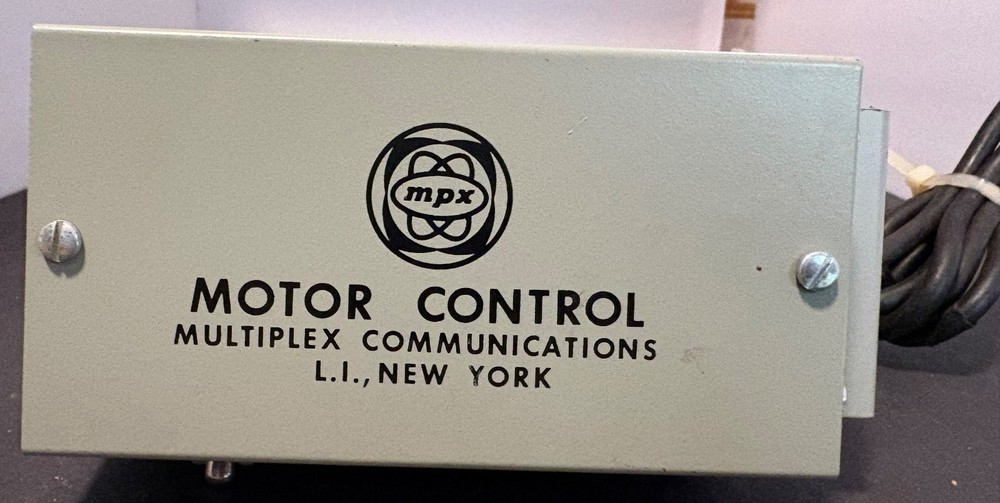 mpx
MOTOR CONTROL
MULTIPLEX COMMUNICATIONS
L.I., NEW YORK